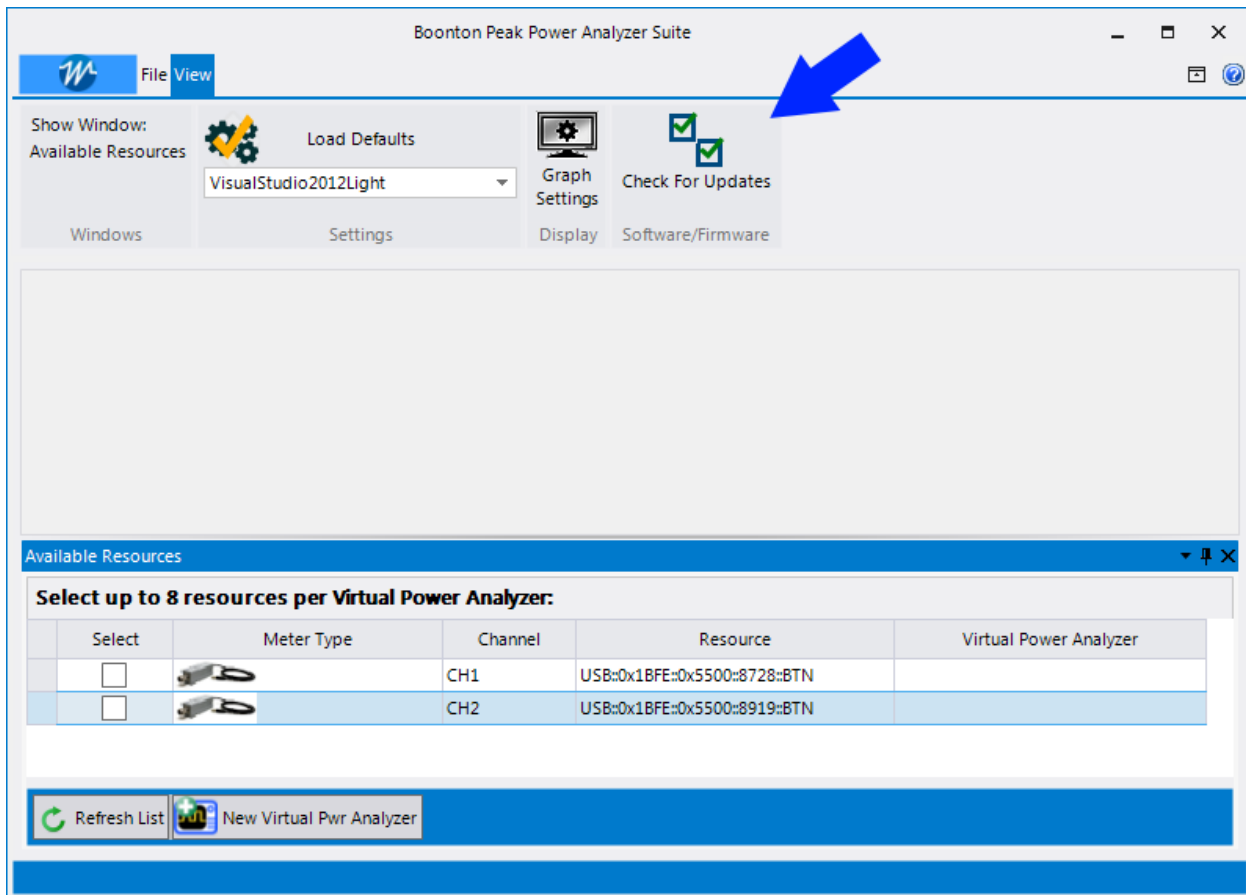 Boonton Peak Power Analyzer Suite
File View
Show Window:
Available Resources
Load Defaults
VisualStudio2012Light
Graph
Settings
Check For Updates
Windows
Settings
Display
Software/Firmware
Available Resources
Select up to 8 resources per Virtual Power Analyzer:
Select Meter Type Channel Resource Virtual Power Analyzer
CH1 USB::0x1BFE::0x5500::8728::BTN
CH2 USB::0x1BFE::0x5500::8919::BTN
Refresh List New Virtual Pwr Analyzer